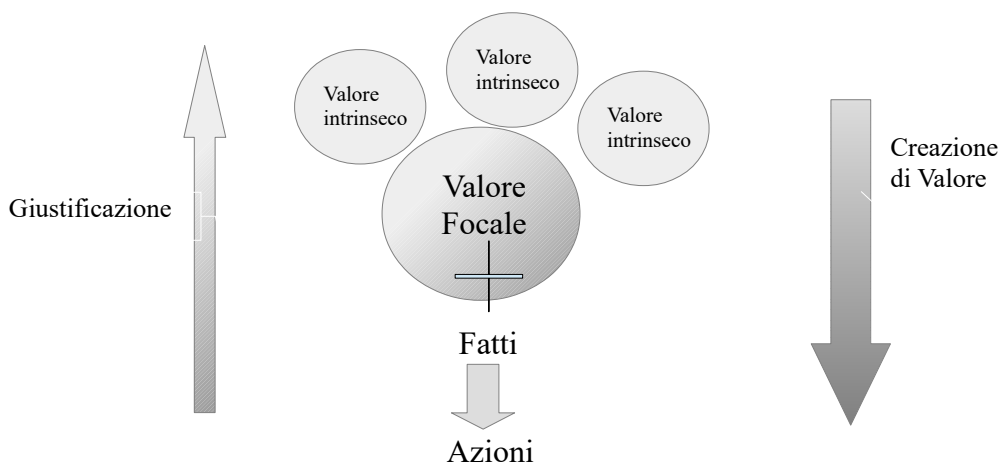 Valore
intrinseco
Valore
intrinseco
Valore
intrinseco
Giustificazione
Valore
Focale
Creazione
di Valore
Fatti
Azioni